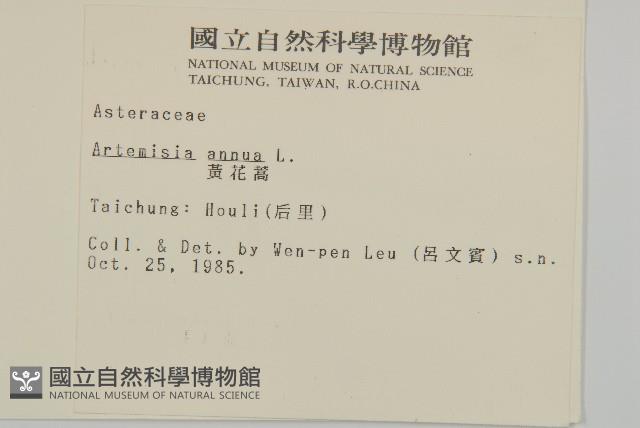 國立自然科學博物館
NATIONAL MUSEUM OF NATURAL SCIENCE
TAICHUNG, TAIWAN, R.O.CHINA
Asteraceae
Artemisia annua L.
黃花蒿
Taichung: Houli(后里)
Coll. & Det. by Wen-pen Leu (呂文賓) s.n.
Oct. 25, 1985.
國立自然科學博物館
NATIONAL MUSEUM OF NATURAL SCIENCE